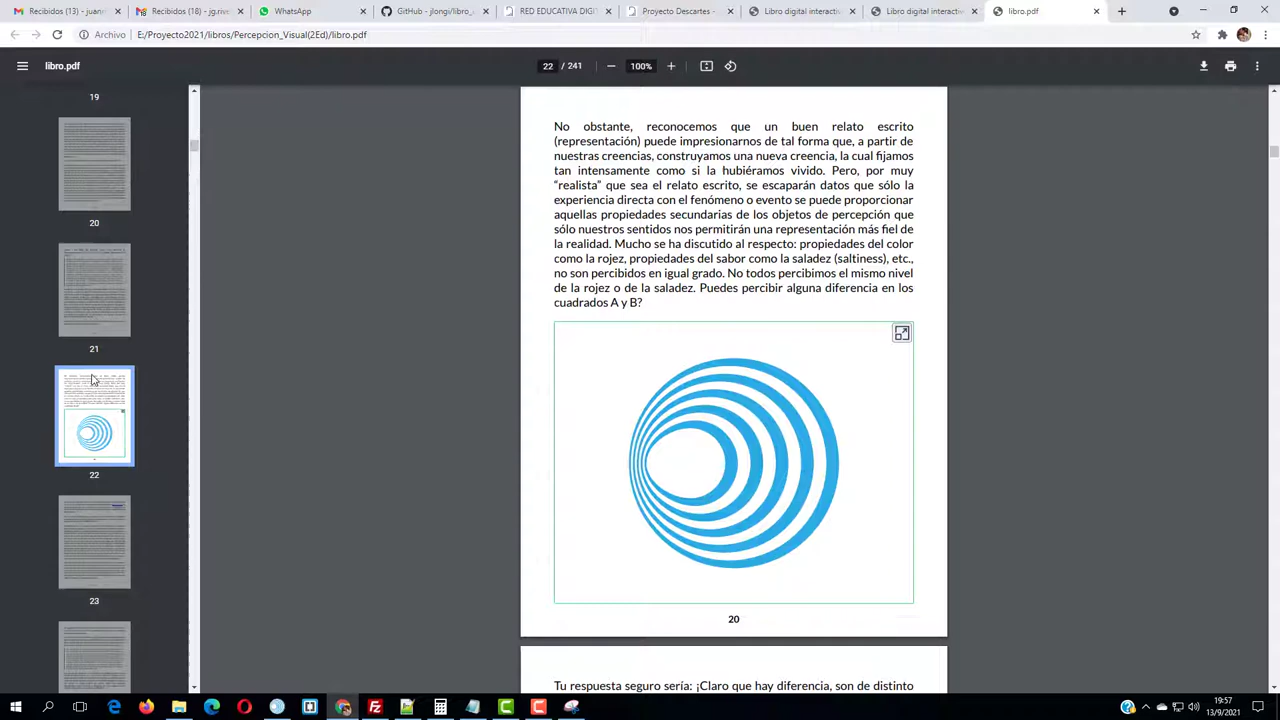 Recibidos (13) - juane
Recibidos (18) - jg.rive
WhatsApp
GitHub - jlongi/libro_
RED EDUCATIVA DIGIT
Proyecto Descartes -
Libro digital interactiv
Libro digital interactiv
libro.pdf
Archivo
E:/Proyecto2021/libros/Percepcion_Visual(2Ed)/libro.pdf
libro.pdf
22 / 241
100%
19
20
21
22
23
No obstante, reconocemos que un buen relato escrito
(representación) puede impresionarnos de tal forma que, a partir de
nuestras creencias, construyamos una nueva creencia, la cual fijamos
tan intensamente como si la hubiéramos vivido. Pero, por muy
“realista” que sea el relato escrito, se escaparán datos que sólo la
experiencia directa con el fenómeno o evento se puede proporcionar
aquellas propiedades secundarias de los objetos de percepción que
sólo nuestros sentidos nos permitirán una representación más fiel de
la realidad. Mucho se ha discutido al respecto: propiedades del color
como la rojez, propiedades del sabor como la saladez (saltiness), etc.,
no son percibidos en igual grado. No todos percibimos el mismo nivel
de la rojez o de la saladez. Puedes percibir alguna diferencia en los
cuadrados A y B?
20
Tu respuesta seguro sería: ¡Claro que hay diferencia, son de distinto
19:57
13/9/2021